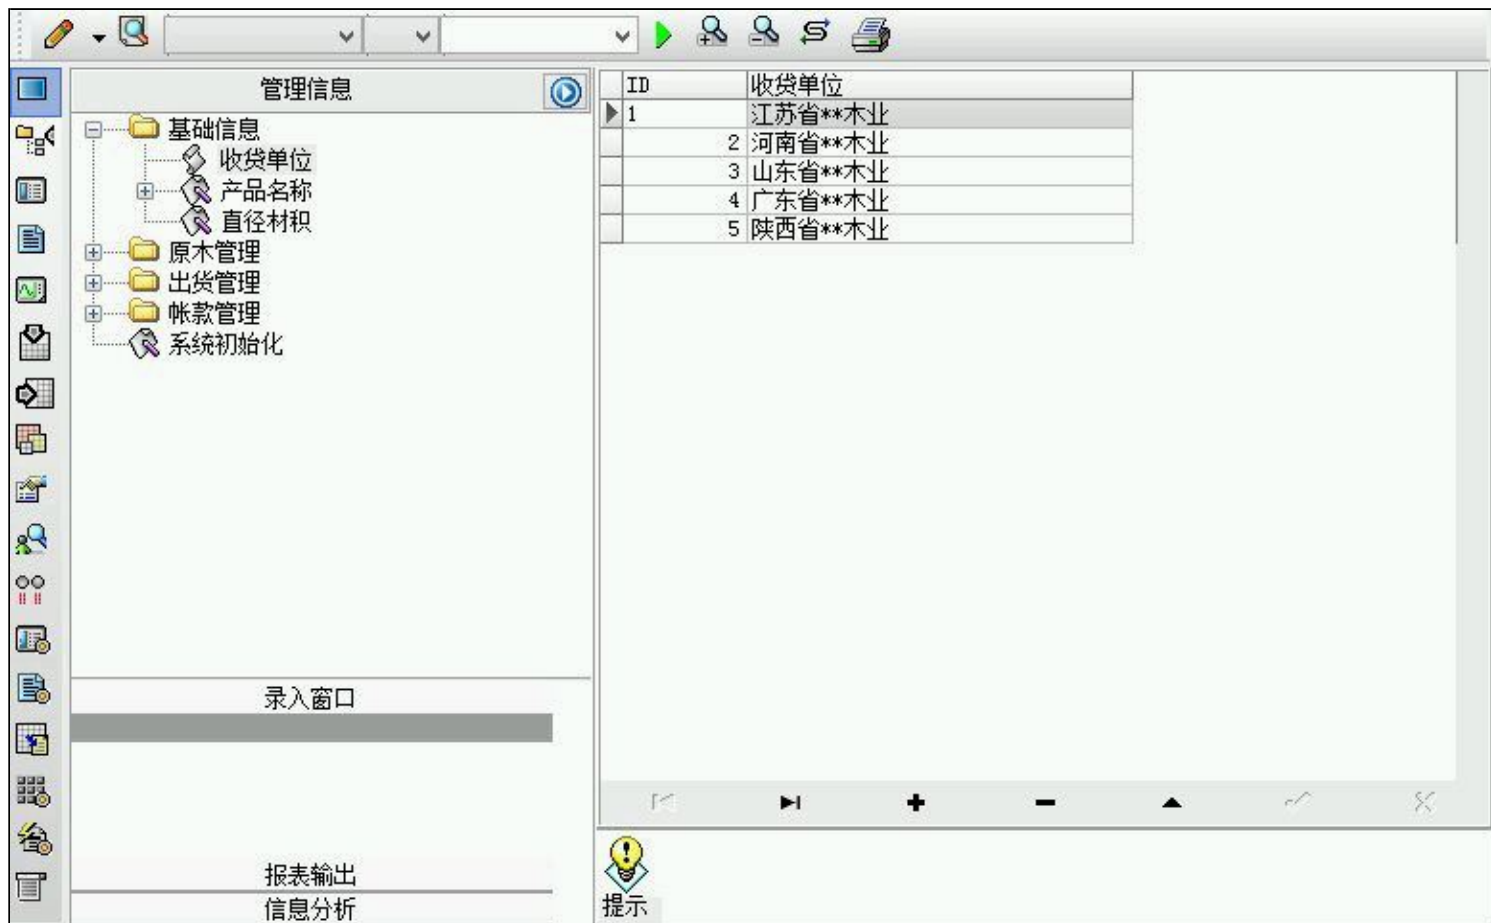 管理信息
基础信息
收贷单位
产品名称
直径材积
原木管理
出货管理
帐款管理
系统初始化
录入窗口
报表输出
信息分析
ID 收贷单位
1 江苏省**木业
2 河南省**木业
3 山东省**木业
4 广东省**木业
5 陕西省**木业
提示